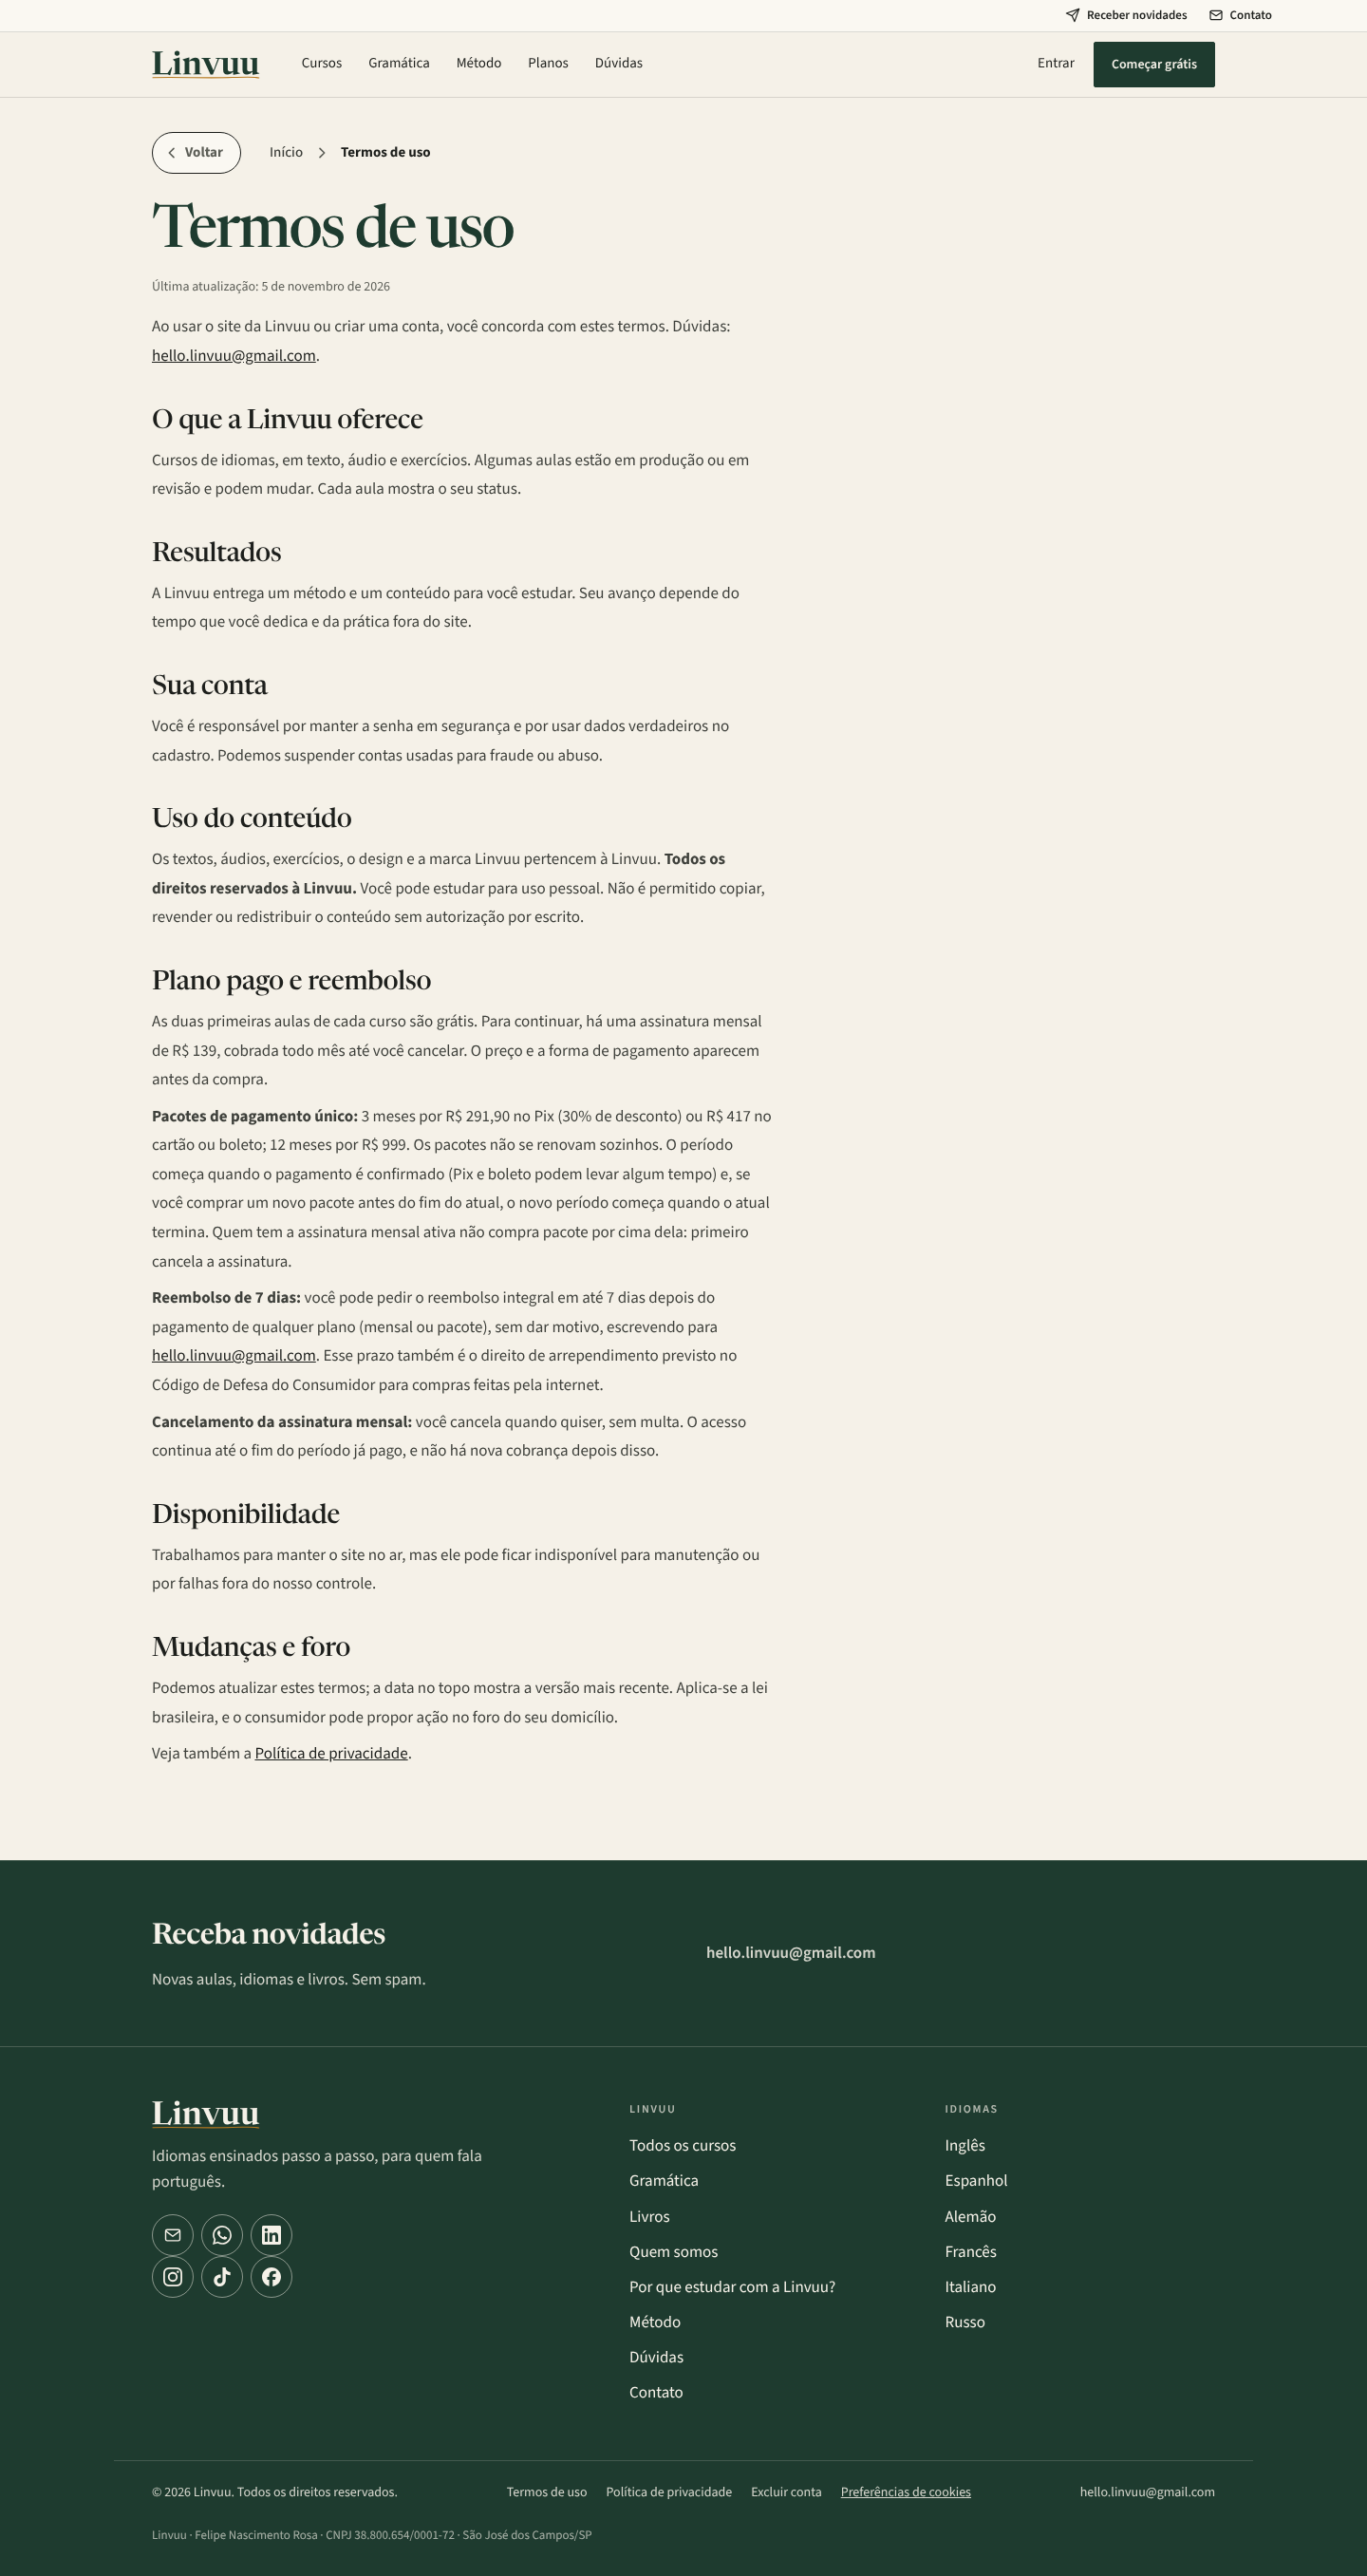 Receber novidades
Contato
Linvuu
Cursos
Gramática
Método
Planos
Dúvidas
Entrar
Começar grátis
Voltar
Início
Termos de uso
Termos de uso
Última atualização: 5 de novembro de 2026
Ao usar o site da Linvuu ou criar uma conta, você concorda com estes termos. Dúvidas:
hello.linvuu@gmail.com.
O que a Linvuu oferece
Cursos de idiomas, em texto, áudio e exercícios. Algumas aulas estão em produção ou em
revisão e podem mudar. Cada aula mostra o seu status.
Resultados
A Linvuu entrega um método e um conteúdo para você estudar. Seu avanço depende do
tempo que você dedica e da prática fora do site.
Sua conta
Você é responsável por manter a senha em segurança e por usar dados verdadeiros no
cadastro. Podemos suspender contas usadas para fraude ou abuso.
Uso do conteúdo
Os textos, áudios, exercícios, o design e a marca Linvuu pertencem à Linvuu. Todos os
direitos reservados à Linvuu. Você pode estudar para uso pessoal. Não é permitido copiar,
revender ou redistribuir o conteúdo sem autorização por escrito.
Plano pago e reembolso
As duas primeiras aulas de cada curso são grátis. Para continuar, há uma assinatura mensal
de R$ 139, cobrada todo mês até você cancelar. O preço e a forma de pagamento aparecem
antes da compra.
Pacotes de pagamento único: 3 meses por R$ 291,90 no Pix (30% de desconto) ou R$ 417 no
cartão ou boleto; 12 meses por R$ 999. Os pacotes não se renovam sozinhos. O período
começa quando o pagamento é confirmado (Pix e boleto podem levar algum tempo) e, se
você comprar um novo pacote antes do fim do atual, o novo período começa quando o atual
termina. Quem tem a assinatura mensal ativa não compra pacote por cima dela: primeiro
cancela a assinatura.
Reembolso de 7 dias: você pode pedir o reembolso integral em até 7 dias depois do
pagamento de qualquer plano (mensal ou pacote), sem dar motivo, escrevendo para
hello.linvuu@gmail.com. Esse prazo também é o direito de arrependimento previsto no
Código de Defesa do Consumidor para compras feitas pela internet.
Cancelamento da assinatura mensal: você cancela quando quiser, sem multa. O acesso
continua até o fim do período já pago, e não há nova cobrança depois disso.
Disponibilidade
Trabalhamos para manter o site no ar, mas ele pode ficar indisponível para manutenção ou
por falhas fora do nosso controle.
Mudanças e foro
Podemos atualizar estes termos; a data no topo mostra a versão mais recente. Aplica-se a lei
brasileira, e o consumidor pode propor ação no foro do seu domicílio.
Veja também a Política de privacidade.
Receba novidades
Novas aulas, idiomas e livros. Sem spam.
hello.linvuu@gmail.com
Linvuu
Idiomas ensinados passo a passo, para quem fala
português.
LINVUU
Todos os cursos
Gramática
Livros
Quem somos
Por que estudar com a Linvuu?
Método
Dúvidas
Contato
IDIOMAS
Inglês
Espanhol
Alemão
Francês
Italiano
Russo
© 2026 Linvuu. Todos os direitos reservados.
Termos de uso
Política de privacidade
Excluir conta
Preferências de cookies
hello.linvuu@gmail.com
Linvuu · Felipe Nascimento Rosa · CNPJ 38.800.654/0001-72 · São José dos Campos/SP